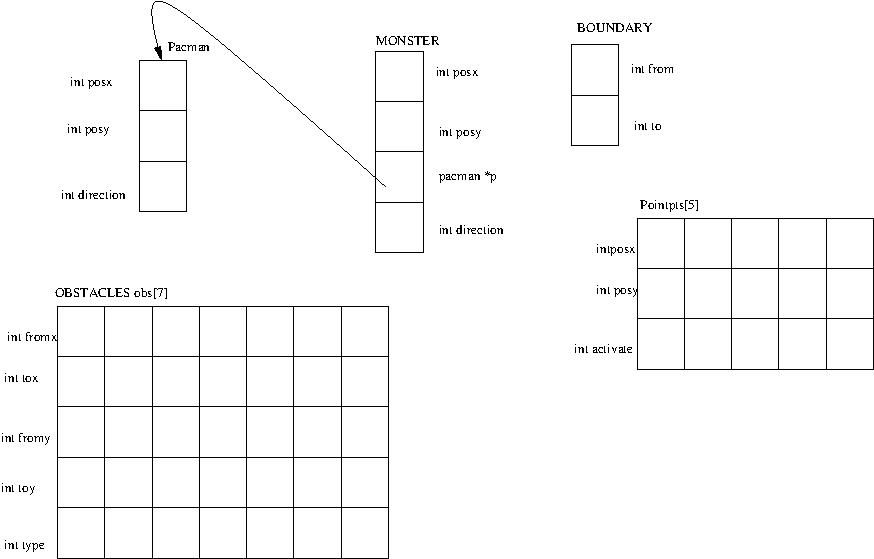 Pacman
int posx
int posy
int direction
MONSTER
int posx
int posy
pacman *p
int direction
BOUNDARY
int from
int to
Pointpts[5]
intposx
int posy
int activate
OBSTACLES obs[7]
int fromx
int tox
int fromy
int toy
int type